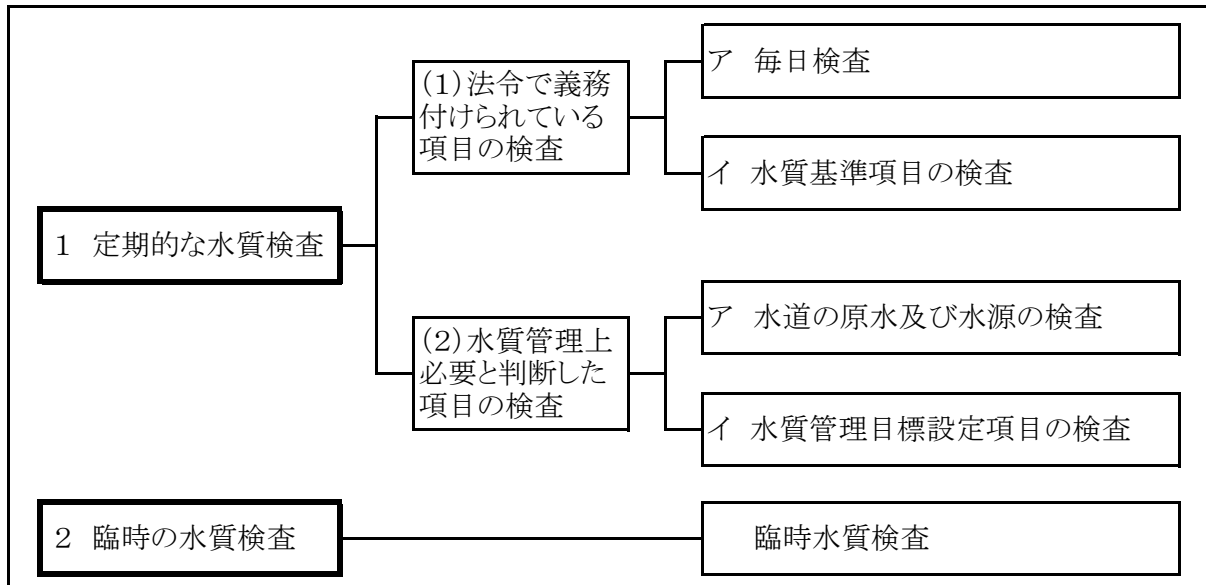 1 定期的な水質検査
(1)法令で義務
付けられている
項目の検査
ア 毎日検査
イ 水質基準項目の検査
(2)水質管理上
必要と判断した
項目の検査
ア 水道の原水及び水源の検査
イ 水質管理目標設定項目の検査
2 臨時の水質検査
臨時水質検査